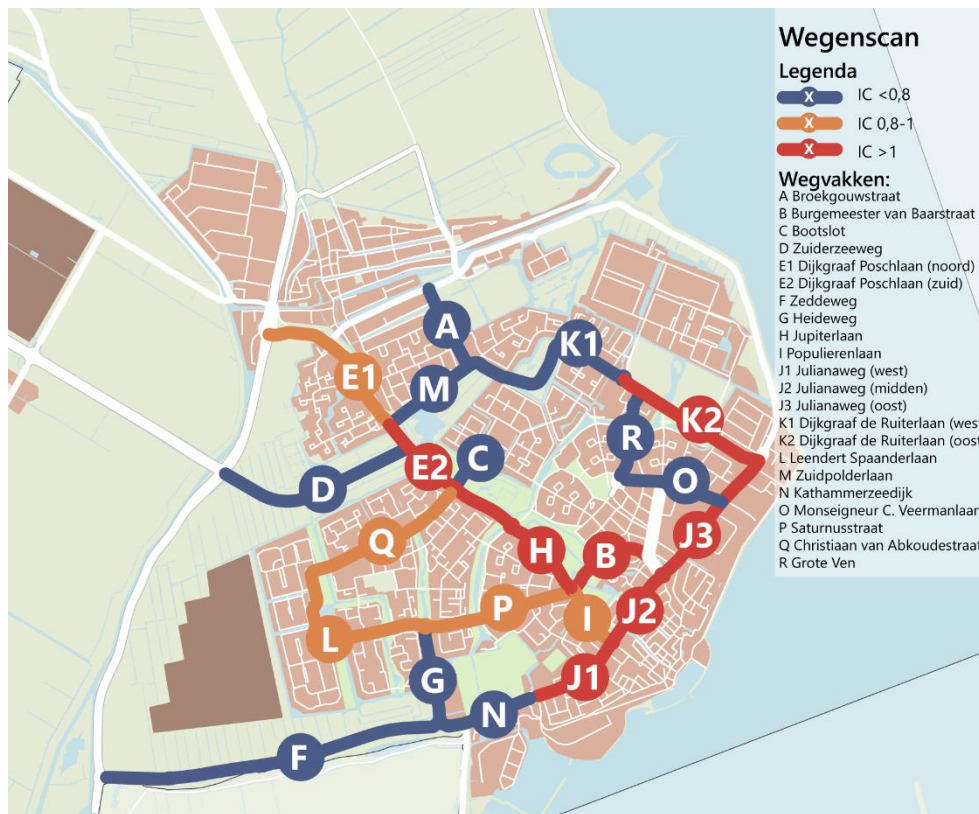 Wegenscan
Legenda
X IC <0,8
X IC 0,8-1
X IC >1
Wegvakken:
A Broekgouwstraat
B Burgemeester van Baarstraat
C Bootslot
D Zuiderzeeweg
E1 Dijkgraaf Poschlaan (noord)
E2 Dijkgraaf Poschlaan (zuid)
F Zeddeweg
G Heideweg
H Jupiterlaan
I Populierenlaan
J1 Julianaweg (west)
J2 Julianaweg (midden)
J3 Julianaweg (oost)
K1 Dijkgraaf de Ruiterlaan (west
K2 Dijkgraaf de Ruiterlaan (oost
L Leendert Spaanderlaan
M Zuidpolderlaan
N Kathammerzeedijk
O Monseigneur C. Veermanlaan
P Saturnusstraat
Q Christiaan van Abkoudestraat
R Grote Ven
A
K1
E1
M
K2
R
E2
C
O
D
J3
Q
H
B
P
I
J2
L
G
J1
N
F